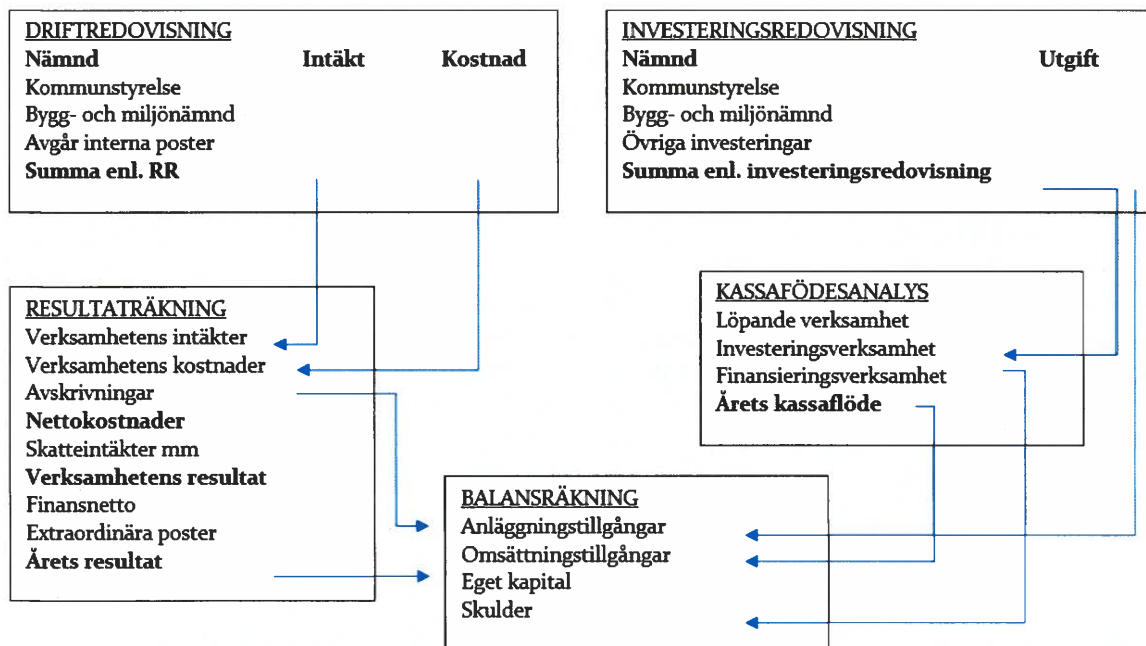 DRIFTREDOVISNING
Nämnd Intäkt Kostnad
Kommunstyrelse
Bygg- och miljönämnd
Avgår interna poster
Summa enl. RR
INVESTERINGSREDOVISNING
Nämnd Utgift
Kommunstyrelse
Bygg- och miljönämnd
Övriga investeringar
Summa enl. investeringsredovisning
RESULTATRÄKNING
Verksamhetens intäkter
Verksamhetens kostnader
Avskrivningar
Nettokostnader
Skatteintäkter mm
Verksamhetens resultat
Finansnetto
Extraordinära poster
Årets resultat
KASSAFÖDESANALYS
Löpande verksamhet
Investeringsverksamhet
Finansieringsverksamhet
Årets kassaflöde
BALANSRÄKNING
Anläggningstillgångar
Omsättningstillgångar
Eget kapital
Skulder